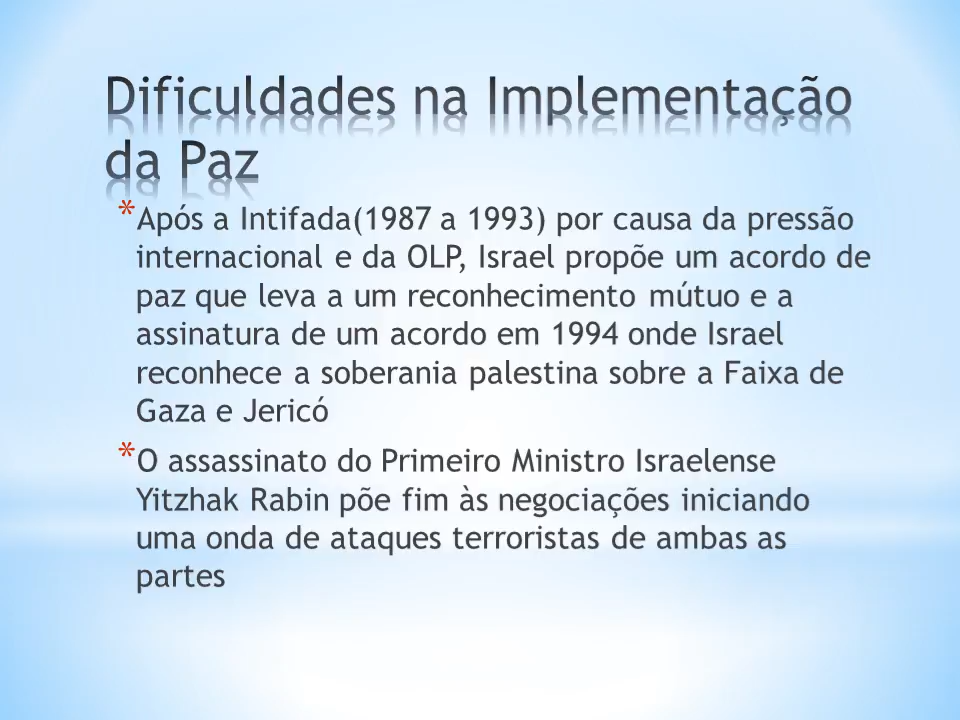 Dificuldades na Implementação
da Paz
* Após a Intifada(1987 a 1993) por causa da pressão
internacional e da OLP, Israel propõe um acordo de
paz que leva a um reconhecimento mútuo e a
assinatura de um acordo em 1994 onde Israel
reconhece a soberania palestina sobre a Faixa de
Gaza e Jericó
* O assassinato do Primeiro Ministro Israelense
Yitzhak Rabin põe fim às negociações iniciando
uma onda de ataques terroristas de ambas as
partes